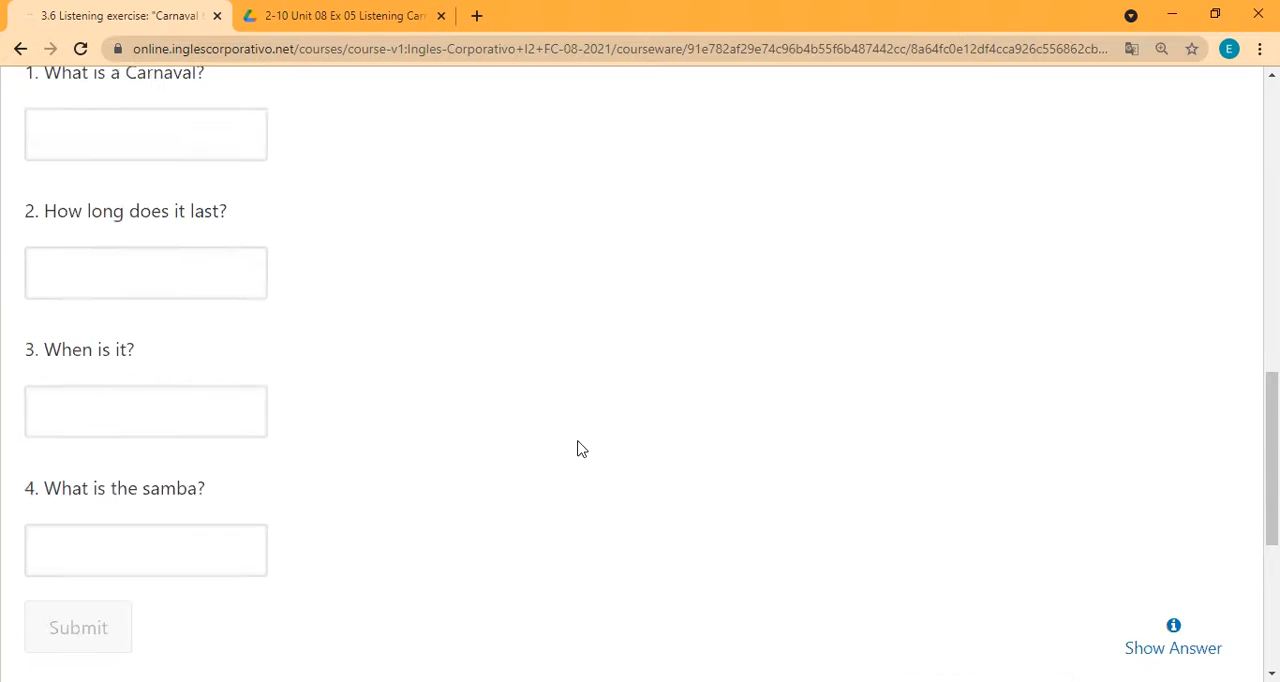 3.6 Listening exercise: "Carnaval
2-10 Unit 08 Ex 05 Listening Car
online.inglescorporativo.net/courses/course-v1:Ingles-Corporativo+I2+FC-08-2021/courseware/91e782af29e74c96b4b55f6b487442cc/8a64fc0e12df4cca926c556862cb...
E
1. What is a Carnaval?
2. How long does it last?
3. When is it?
4. What is the samba?
Submit
Show Answer